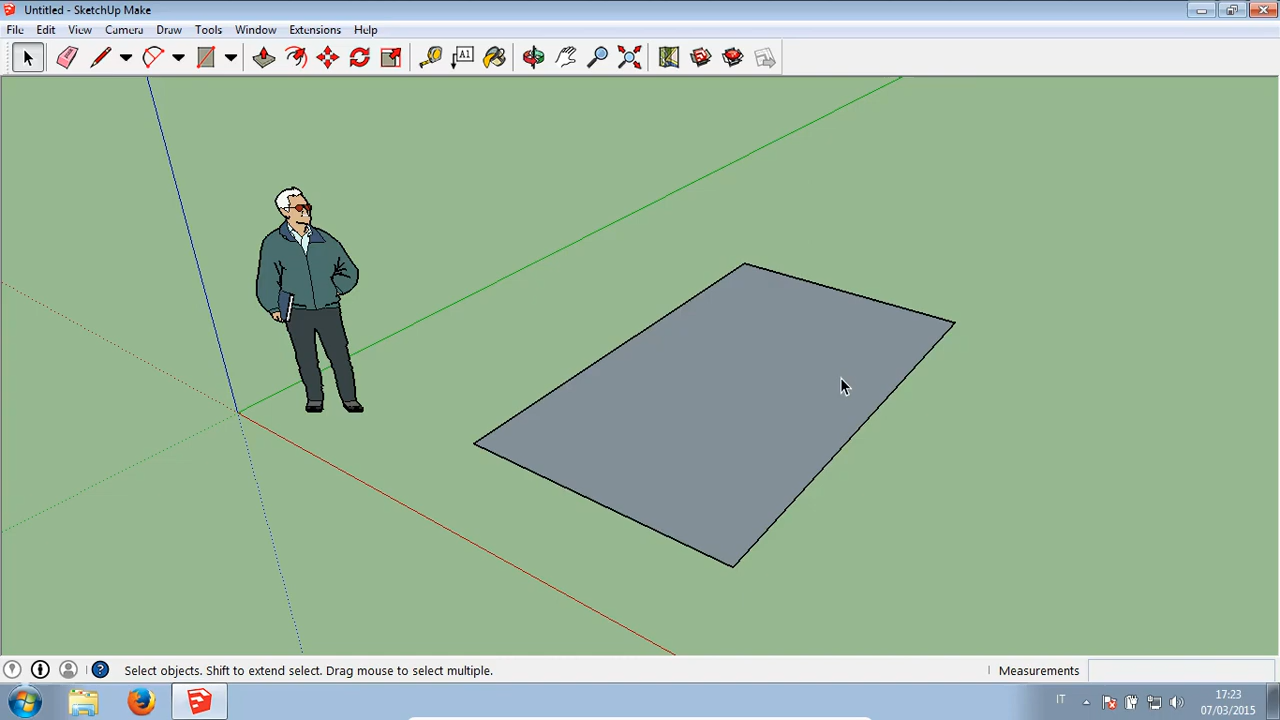 Untitled - SketchUp Make
File Edit View Camera Draw Tools Window Extensions Help
A1
Select objects. Shift to extend select. Drag mouse to select multiple.
Measurements
IT
17:23
07/03/2015